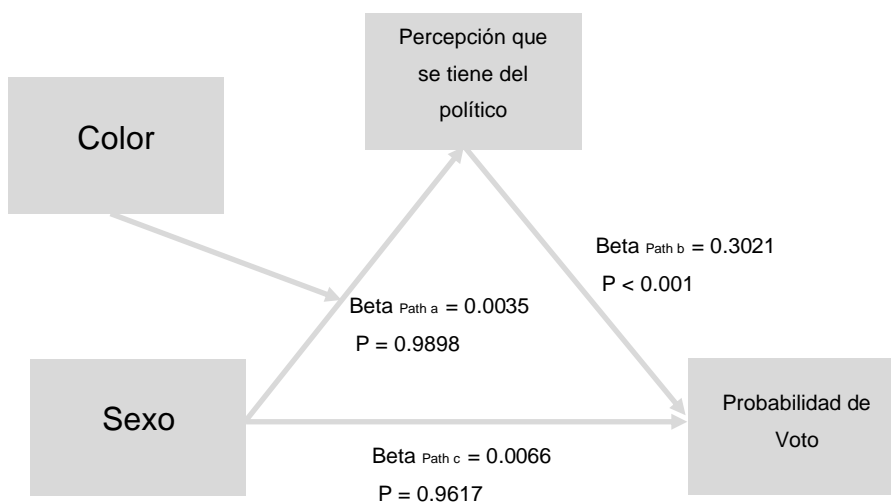 Percepción que
se tiene del
político
Color
Beta Path b = 0.3021
P < 0.001
Beta Path a = 0.0035
P = 0.9898
Sexo
Probabilidad de
Voto
Beta Path c = 0.0066
P = 0.9617